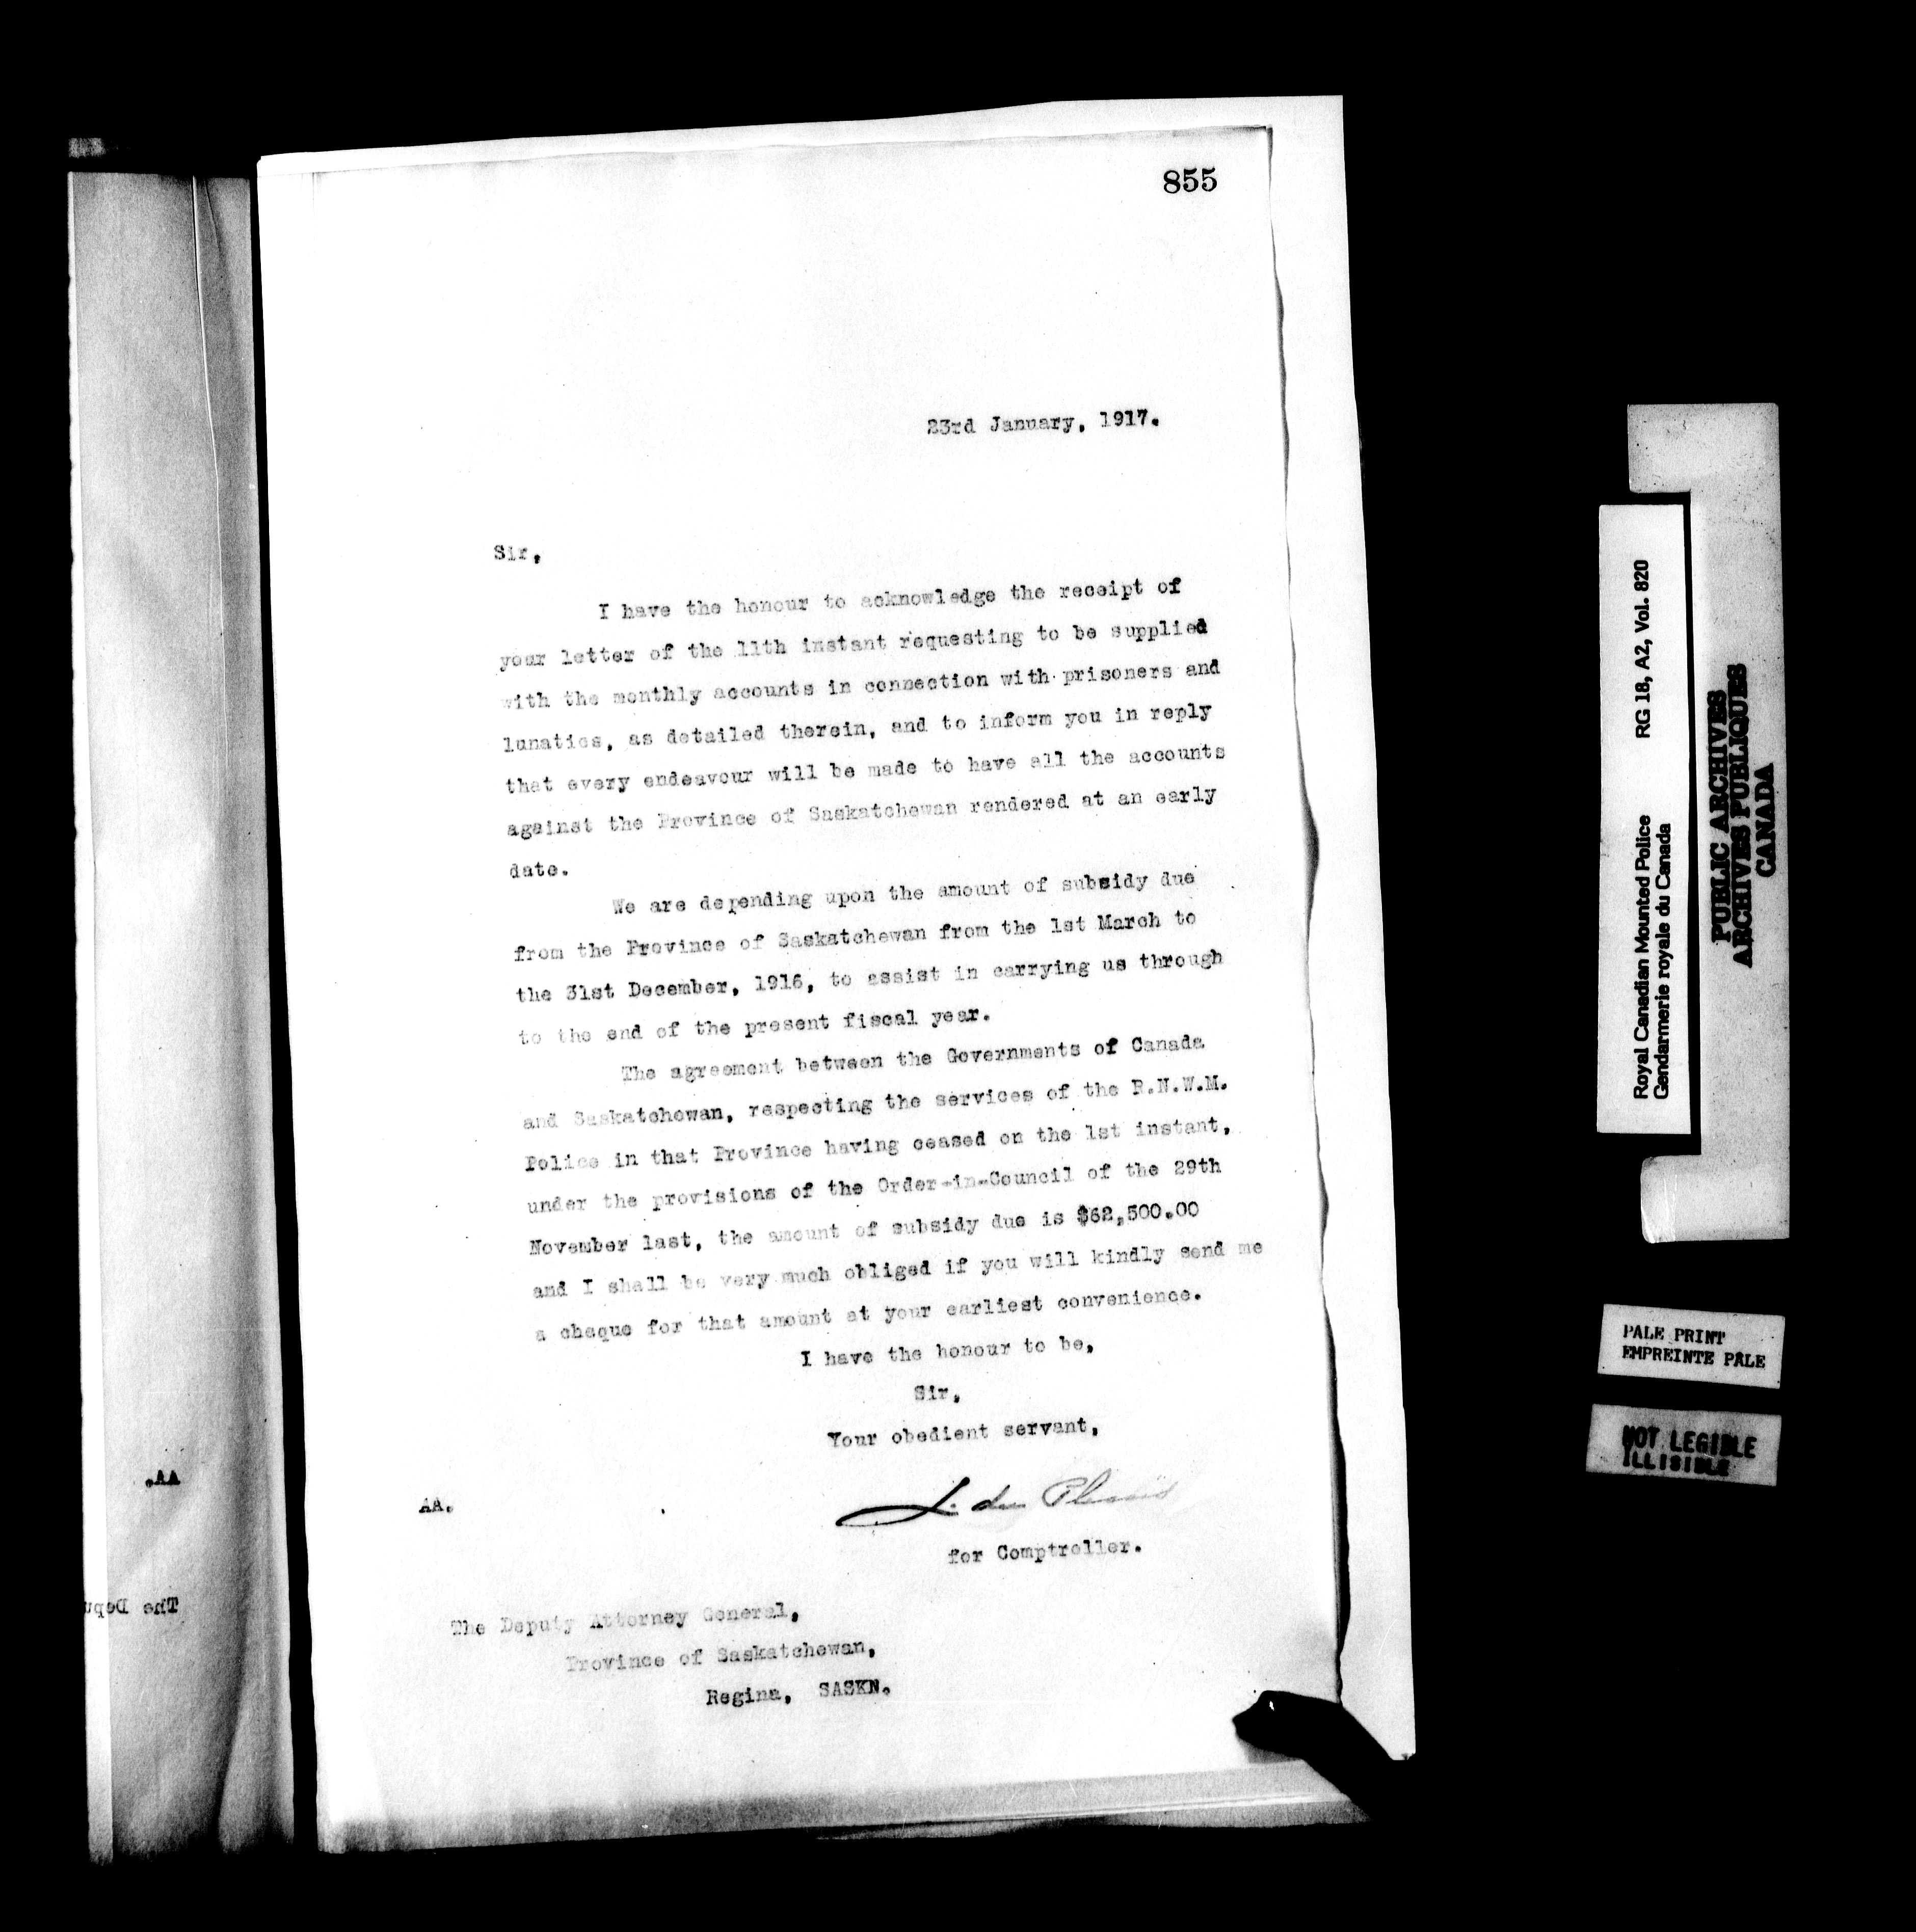 855
23rd January, 1917.
Sir,
I have the honour to acknowledge the receipt of
your letter of the 11th instant requesting to be supplied
with the monthly accounts in connection with prisoners and
lunatics, as detailed therein, and to inform you in reply
that every endeavour will be made to have all the accounts
against the Province of Saskatchewan rendered at an early
date.
We are depending upon the amount of subsidy due
from the Province of Saskatchewan from the 1st March to
the 31st December, 1916, to assist in carrying us through
to the end of the present fiscal year.
The agreement between the Governments of Canada
and Saskatchewan, respecting the services of the R.N.W.M.
Police in that Province having ceased on the 1st instant,
under the provisions of the Order-in-Council of the 29th
November last, the amount of subsidy due is $62,500.00
and I shall be very much obliged if you will kindly send me
a cheque for that amount at your earliest convenience.
I have the honour to be,
Sir,
Your obedient servant,
L. du Plessis
AA.
for Comptroller.
The Deputy Attorney General,
Province of Saskatchewan,
Regina, SASKN.
AA.
The Depu
Royal Canadian Mounted Police RG 18, A2, Vol. 820
Gendarmerie royale du Canada
PUBLIC ARCHIVES
ARCHIVES PUBLIQUES
CANADA
PALE PRINT
EMPREINTE PÂLE
NOT LEGIBLE
ILLISIBLE